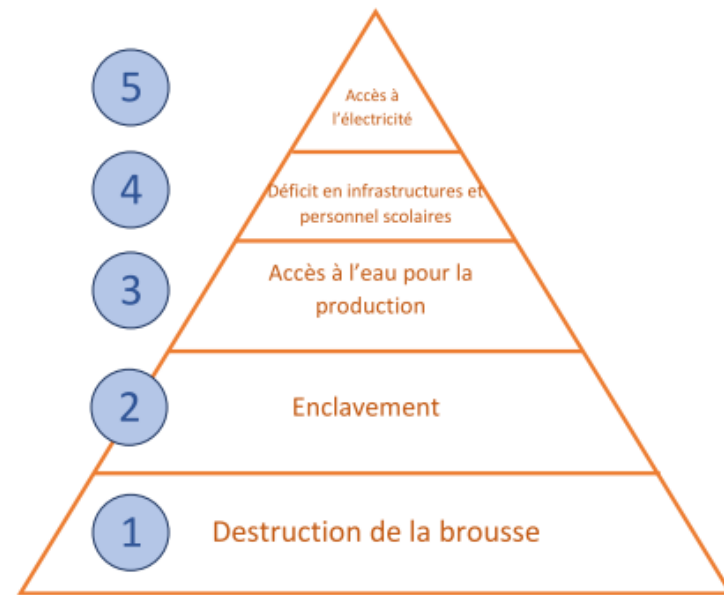 5
Accès à
l'électricité
4
Déficit en infrastructures et
personnel scolaires
3
Accès à l'eau pour la
production
2
Enclavement
1
Destruction de la brousse